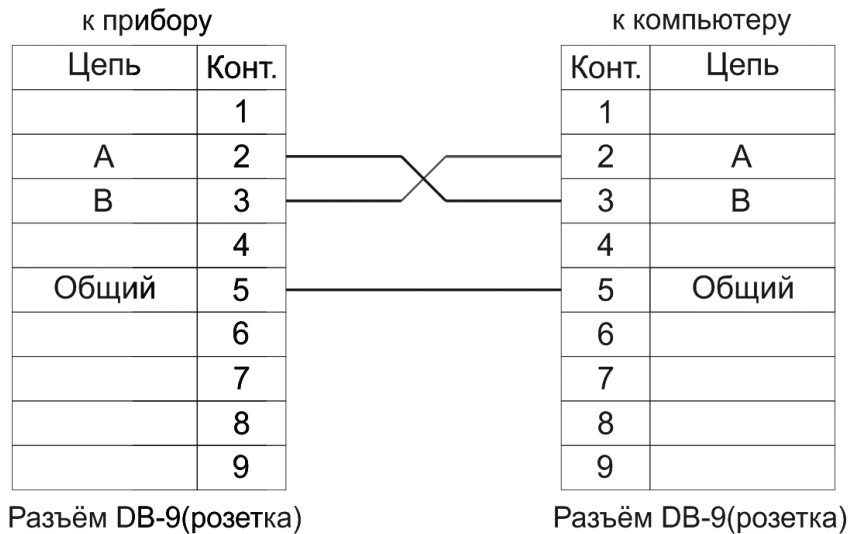 к прибору к компьютеру
Цепь Конт. Конт. Цепь
1 1
A 2 2 A
B 3 3 B
4 4
Общий 5 5 Общий
6 6
7 7
8 8
9 9
Разъём DB-9(розетка) Разъём DB-9(розетка)